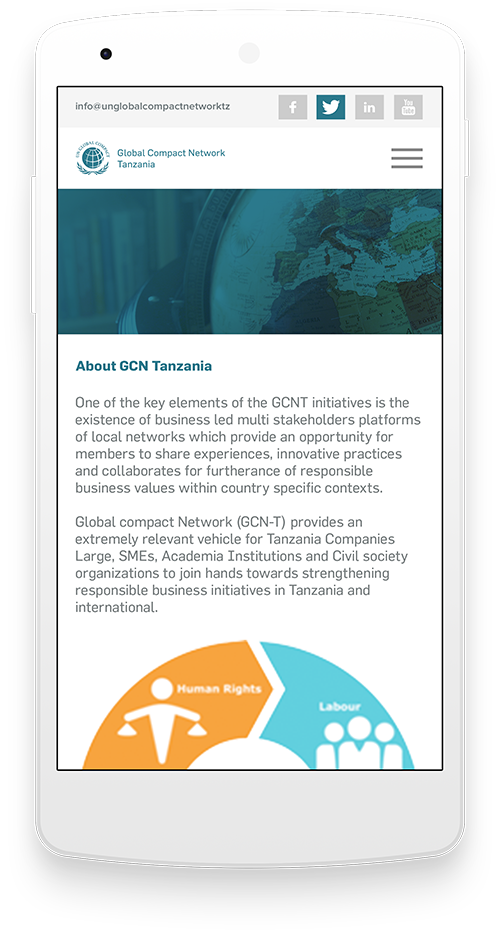 info@unglobalcompactnetworktz
f
in
You
Tube
UN GLOBAL COMPACT
Global Compact Network
Tanzania
About GCN Tanzania
One of the key elements of the GCNT initiatives is the
existence of business led multi stakeholders platforms
of local networks which provide an opportunity for
members to share experiences, innovative practices
and collaborates for furtherance of responsible
business values within country specific contexts.
Global compact Network (GCN-T) provides an
extremely relevant vehicle for Tanzania Companies
Large, SMEs, Academia Institutions and Civil society
organizations to join hands towards strengthening
responsible business initiatives in Tanzania and
international.
Human Rights
Labour